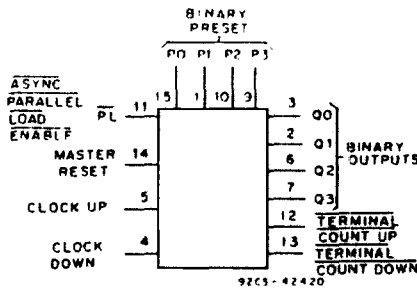 BINARY
PRESET
P0 P1 P2 P3
ASYNC
PARALLEL
LOAD
ENABLE
PL
11
15
1
10
9
3
Q0
2
Q1
6
Q2
7
Q3
BINARY
OUTPUTS
MASTER
RESET
14
CLOCK UP
5
CLOCK
DOWN
4
12
TERMINAL
COUNT UP
13
TERMINAL
COUNT DOWN
92CS-42420